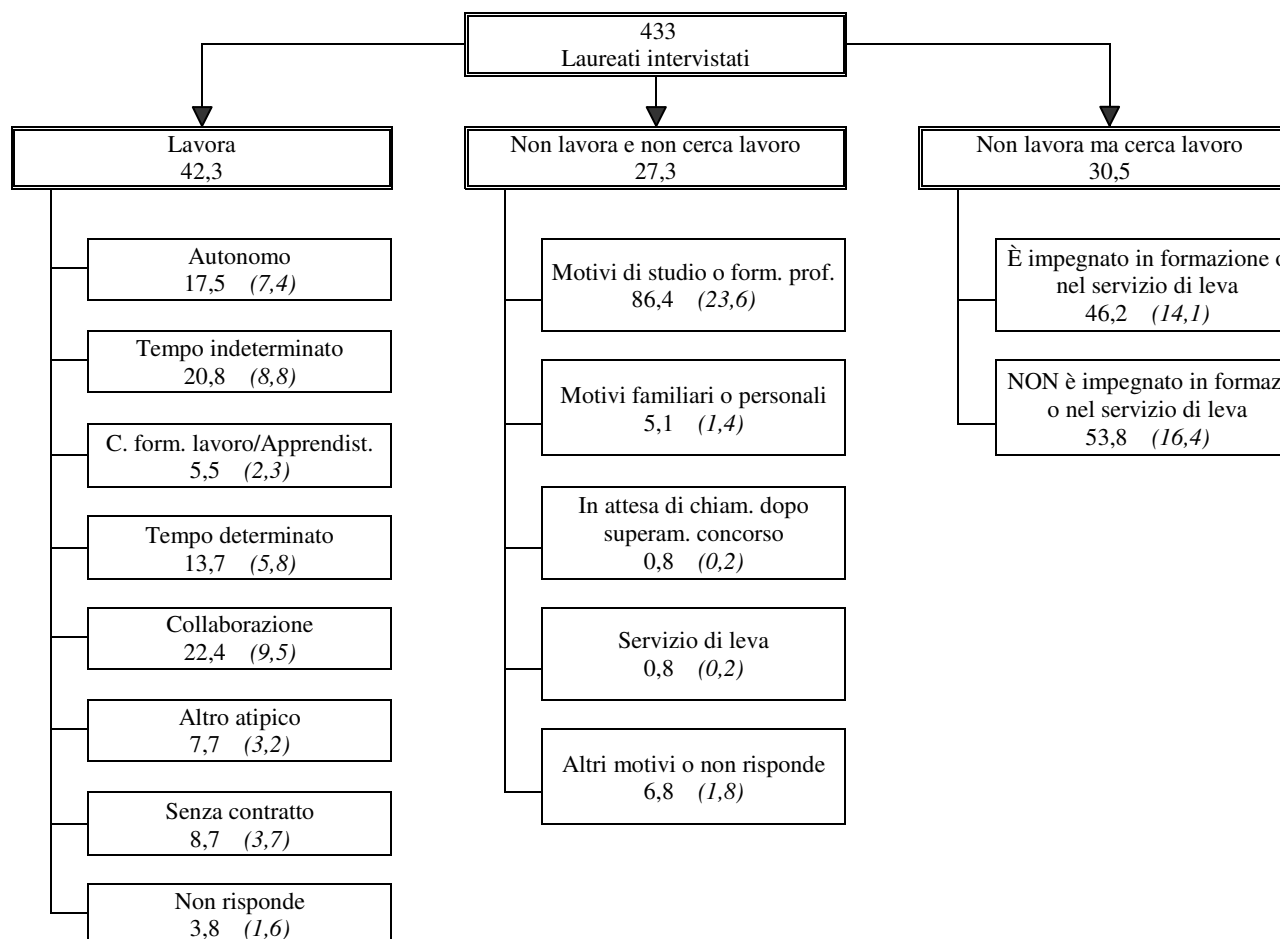 433
Laureati intervistati
Lavora
42,3
Autonomo
17,5 (7,4)
Tempo indeterminato
20,8 (8,8)
C. form. lavoro/Apprendist.
5,5 (2,3)
Tempo determinato
13,7 (5,8)
Collaborazione
22,4 (9,5)
Altro atipico
7,7 (3,2)
Senza contratto
8,7 (3,7)
Non risponde
3,8 (1,6)
Non lavora e non cerca lavoro
27,3
Motivi di studio o form. prof.
86,4 (23,6)
Motivi familiari o personali
5,1 (1,4)
In attesa di chiam. dopo
superam. concorso
0,8 (0,2)
Servizio di leva
0,8 (0,2)
Altri motivi o non risponde
6,8 (1,8)
Non lavora ma cerca lavoro
30,5
È impegnato in formazione o
nel servizio di leva
46,2 (14,1)
NON è impegnato in formaz
o nel servizio di leva
53,8 (16,4)